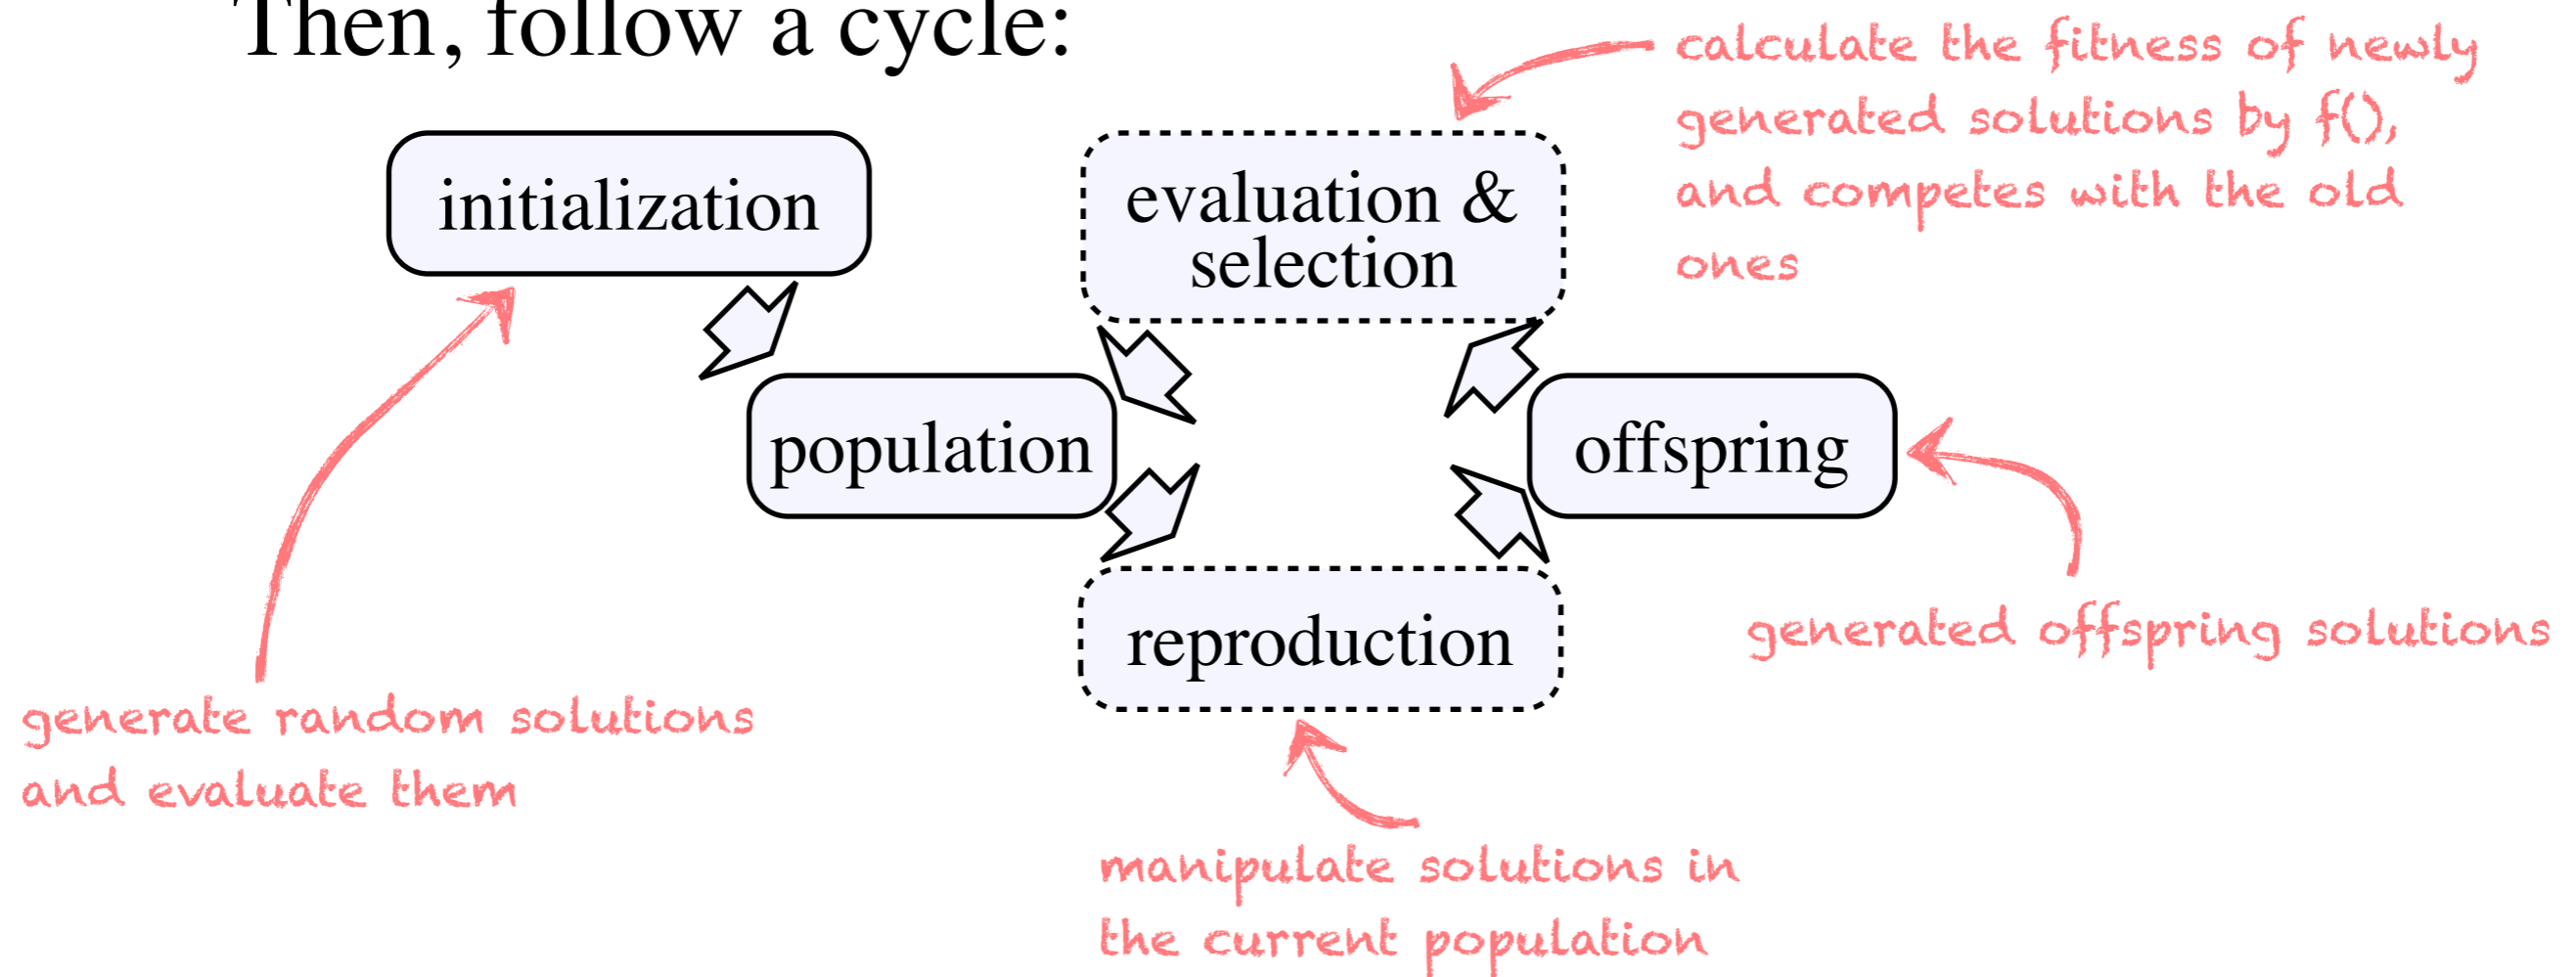 Then, follow a cycle:
calculate the fitness of newly
generated solutions by f(),
and competes with the old
ones
initialization
evaluation &
selection
population
offspring
reproduction
generated offspring solutions
generate random solutions
and evaluate them
manipulate solutions in
the current population